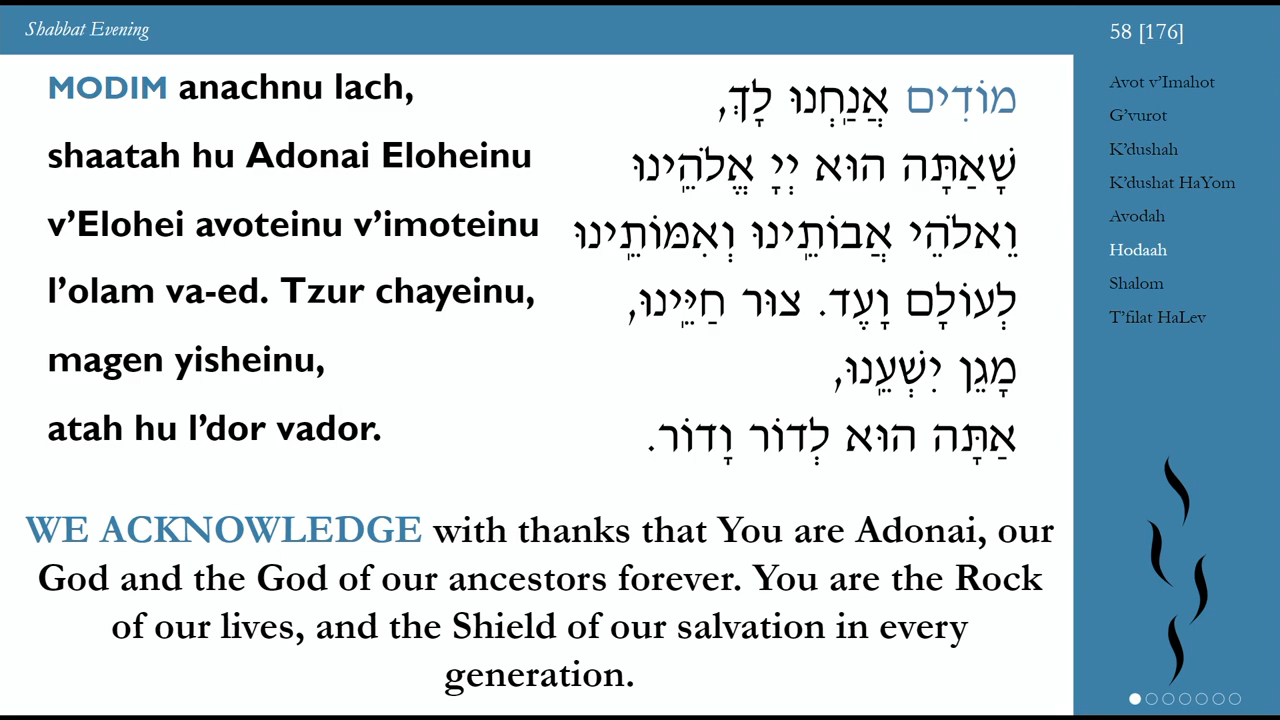 Shabbat Evening
58 [176]
MODIM anachnu lach,
shaatah hu Adonai Eloheinu
v’Elohei avoteinu v’imoteinu
l’olam va-ed. Tzur chayeinu,
magen yisheinu,
atah hu l’dor vador.
מוֹדִים אֲנַֽחְנוּ לָךְ,
שָׁאַתָּה הוּא יְיָ אֱלֹהֵֽינוּ
וֵאלֹהֵי אֲבוֹתֵֽינוּ וְאִמּוֹתֵֽינוּ
לְעוֹלָם וָעֶד. צוּר חַיֵּֽינוּ,
מָגֵן יִשְׁעֵֽנוּ,
אַתָּה הוּא לְדוֹר וָדוֹר.
WE ACKNOWLEDGE with thanks that You are Adonai, our
God and the God of our ancestors forever. You are the Rock
of our lives, and the Shield of our salvation in every
generation.
Avot v’Imahot
G’vurot
K’dushah
K’dushat HaYom
Avodah
Hodaah
Shalom
T’filat HaLev